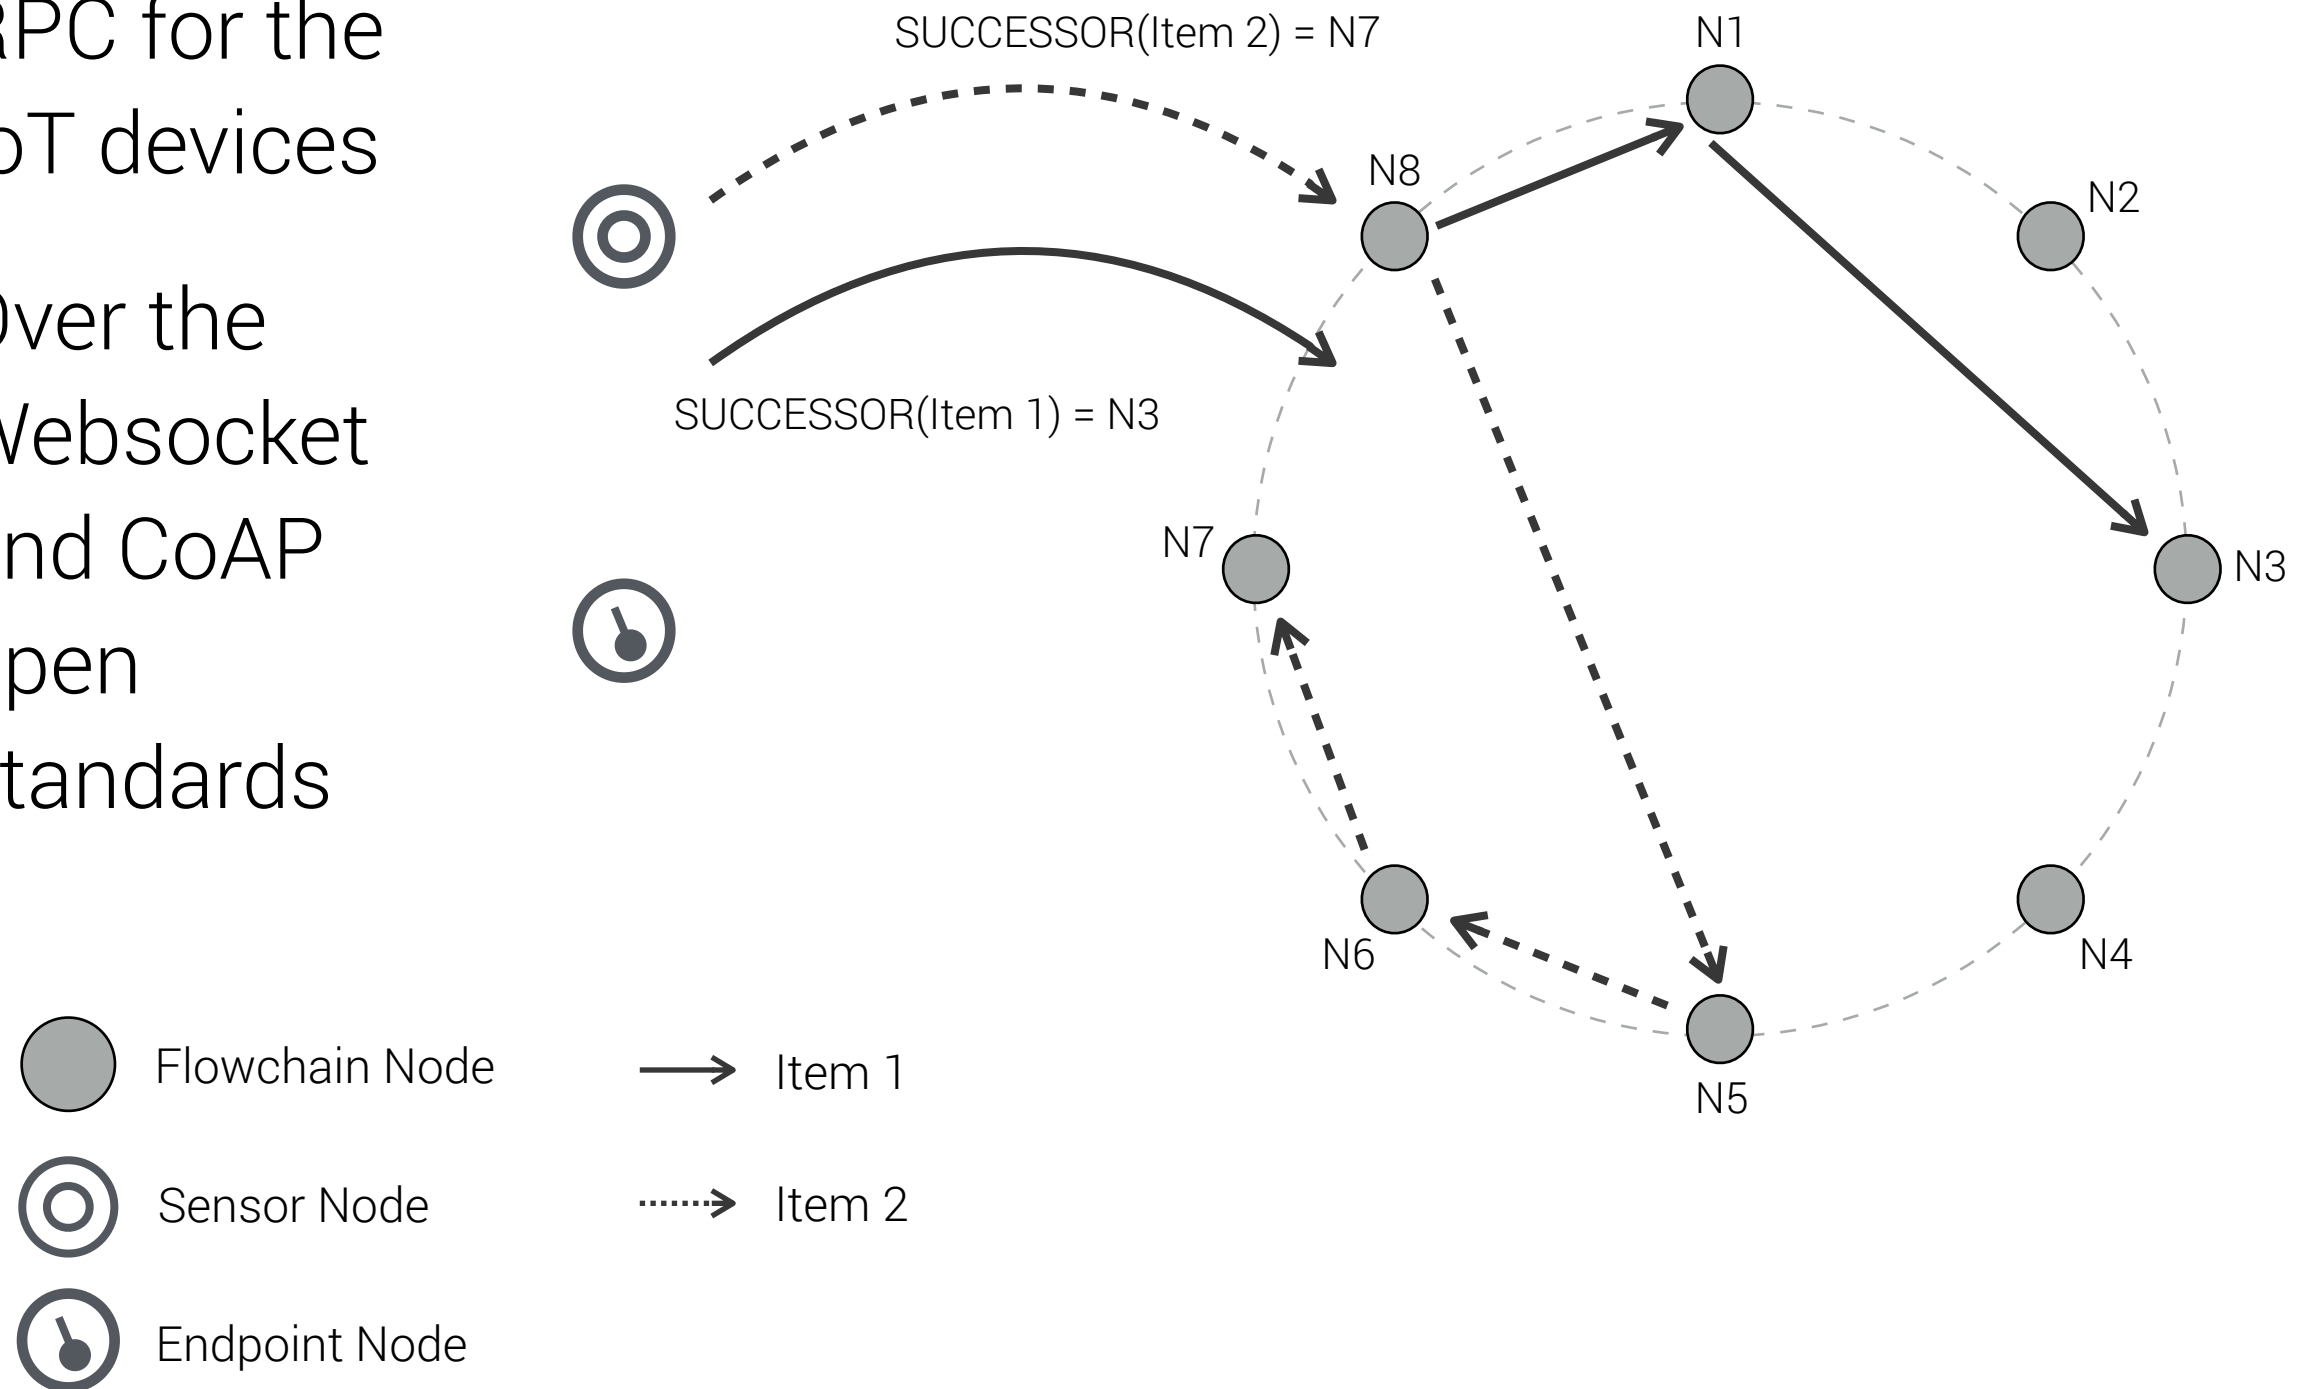 RPC for the
oT devices
Over the
Websocket
nd CoAP
pen
tandards
SUCCESSOR(Item 2) = N7
N1
N8
N2
SUCCESSOR(Item 1) = N3
N7
N3
N6
N4
N5
Flowchain Node
Item 1
Sensor Node
Item 2
Endpoint Node